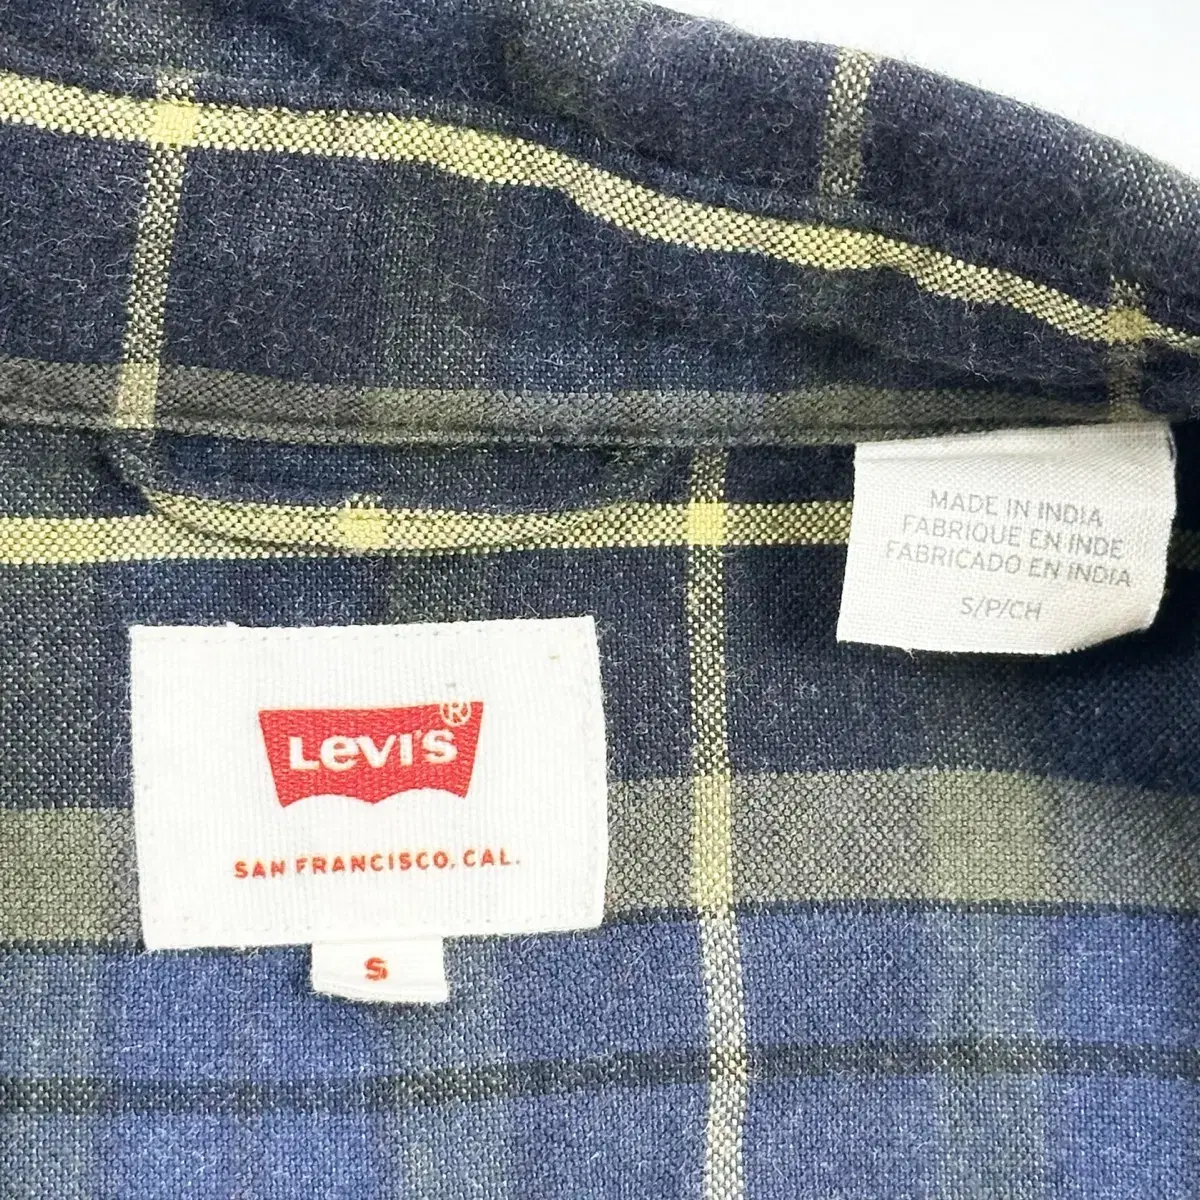 MADE IN INDIA
FABRIQUE EN INDE
FABRICADO EN INDIA
S/P/CH
LEVI'S®
SAN FRANCISCO, CAL.
S